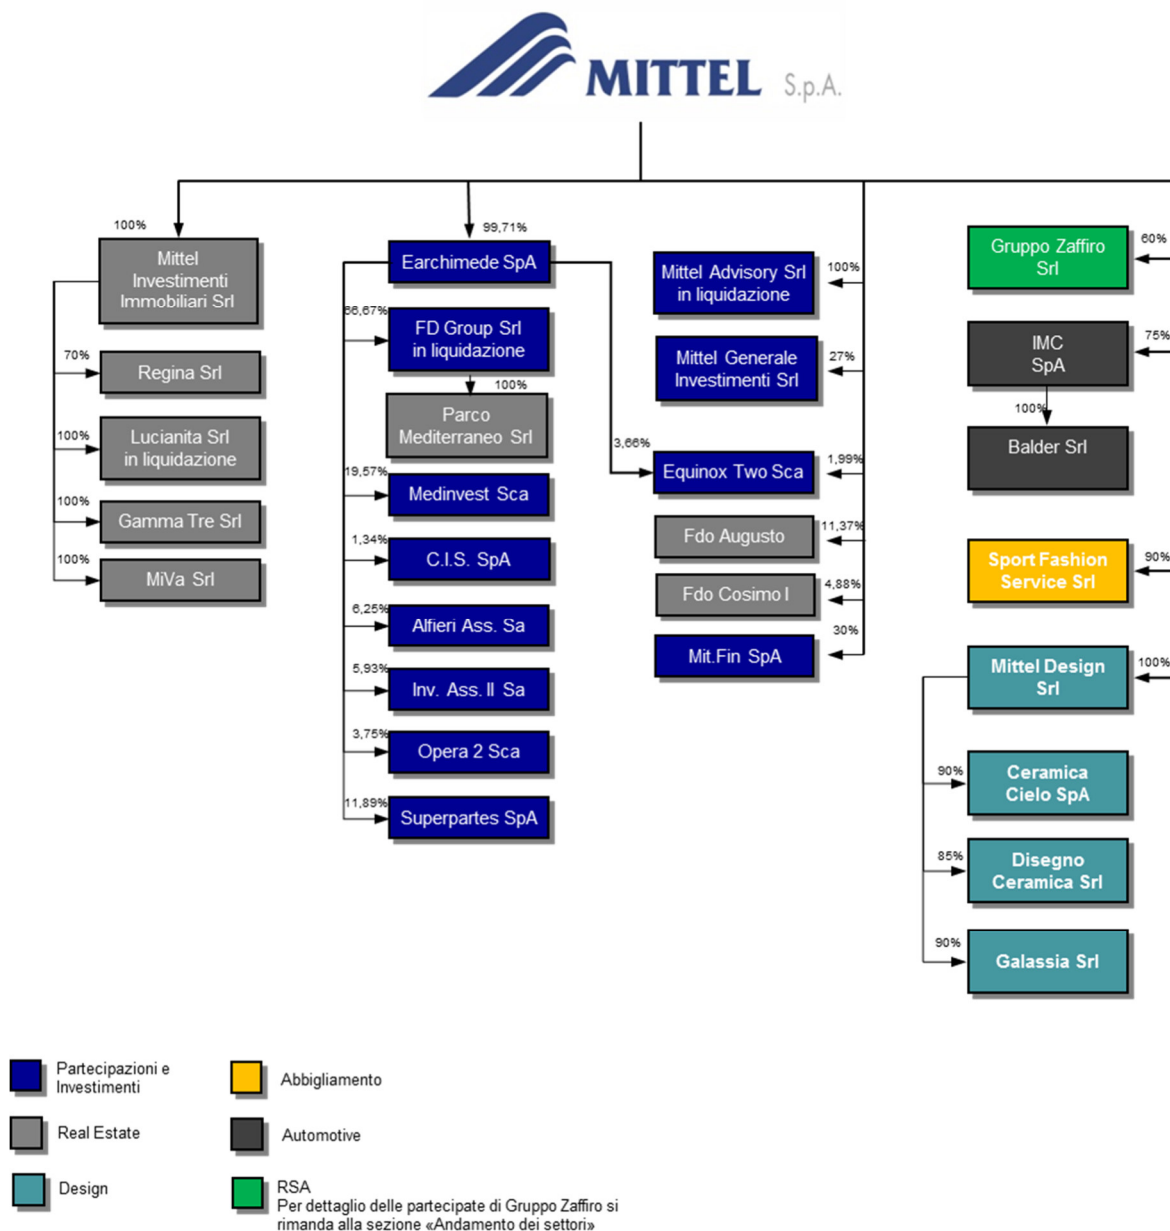 MITTEL S.p.A.
100%
Mittel
Investimenti
Immobiliari Srl
70%
Regina Srl
100%
Lucianita Srl
in liquidazione
100%
Gamma Tre Srl
100%
MiVa Srl
99,71%
Earchimede SpA
66,67%
FD Group Srl
in liquidazione
100%
Parco
Mediterraneo Srl
19,57%
Medinvest Sca
1,34%
C.I.S. SpA
6,25%
Alfieri Ass. Sa
5,93%
Inv. Ass. II Sa
3,75%
Opera 2 Sca
11,89%
Superpartes SpA
Mittel Advisory Srl
in liquidazione
100%
Mittel Generale
Investimenti Srl
27%
3,66%
Equinox Two Sca
1,99%
Fdo Augusto
11,37%
Fdo Cosimo I
4,88%
Mit.Fin SpA
30%
Gruppo Zaffiro
Srl
60%
IMC
SpA
75%
100%
Balder Srl
Sport Fashion
Service Srl
90%
Mittel Design
Srl
100%
90%
Ceramica
Cielo SpA
85%
Disegno
Ceramica Srl
90%
Galassia Srl
Partecipazioni e
Investimenti
Real Estate
Design
Abbigliamento
Automotive
RSA
Per dettaglio delle partecipate di Gruppo Zaffiro si
rimanda alla sezione «Andamento dei settori»